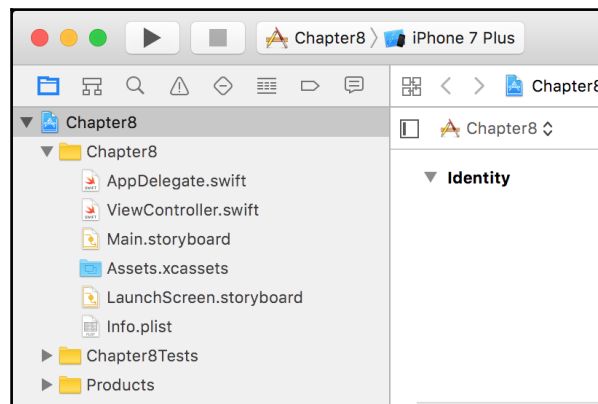 Chapter8 iPhone 7 Plus
Chapter8
Chapter8
Chapter8
Chapter8
AppDelegate.swift
ViewController.swift
Main.storyboard
Assets.xcassets
LaunchScreen.storyboard
Info.plist
Chapter8Tests
Products
Identity